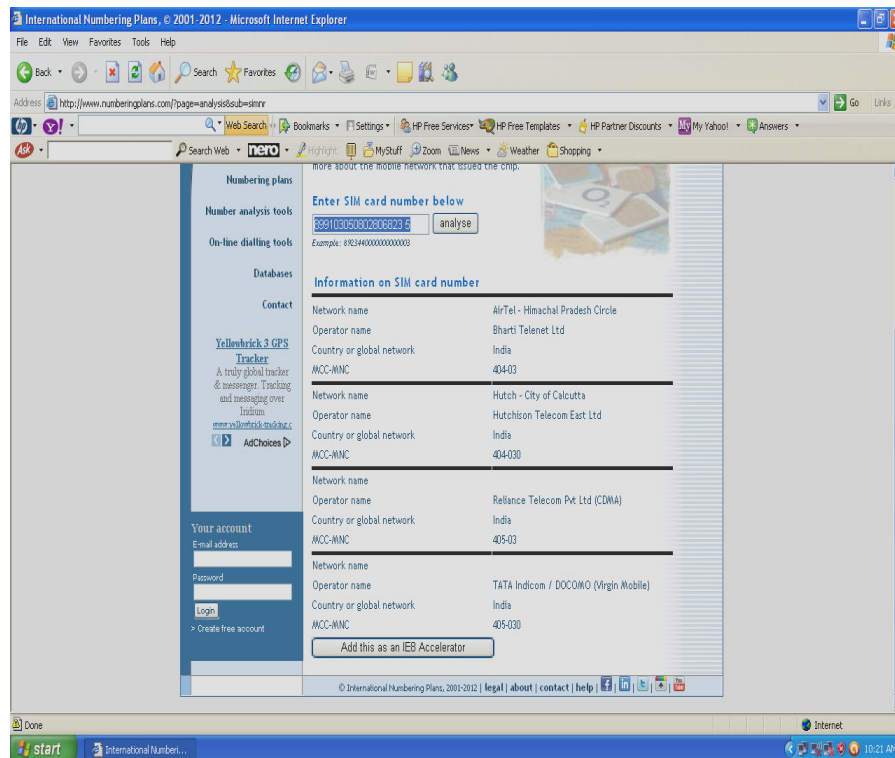 International Numbering Plans, © 2001-2012 - Microsoft Internet Explorer
File Edit View Favorites Tools Help
Back Search Favorites
Address http://www.numberingplans.com/?page=analysis&sub=simnr Go Links
Web Search Bookmarks Settings HP Free Services HP Free Templates HP Partner Discounts My Yahoo! Answers
Ask Search Web nero Highlight MyStuff Zoom News Weather Shopping
more about the mobile network that issued the chip.
Numbering plans
Number analysis tools
On-line dialling tools
Databases
Contact
Yellowbrick 3 GPS
Tracker
A truly global tracker
& messenger. Tracking
and messaging over
Iridium
www.yellowbrick-tracking.c
AdChoices
Your account
E-mail address
Password
Login
> Create free account
Enter SIM card number below
899103050802806823 5 analyse
Example: 8923440000000000003
Information on SIM card number
Network name AirTel - Himachal Pradesh Circle
Operator name Bharti Telenet Ltd
Country or global network India
MCC-MNC 404-03
Network name Hutch - City of Calcutta
Operator name Hutchison Telecom East Ltd
Country or global network India
MCC-MNC 404-030
Network name
Operator name Reliance Telecom Pvt Ltd (CDMA)
Country or global network India
MCC-MNC 405-03
Network name
Operator name TATA Indicom / DOCOMO (Virgin Mobile)
Country or global network India
MCC-MNC 405-030
Add this as an IE8 Accelerator
© International Numbering Plans, 2001-2012 | legal | about | contact | help |
Done Internet
start International Numberi... 10:21 AM